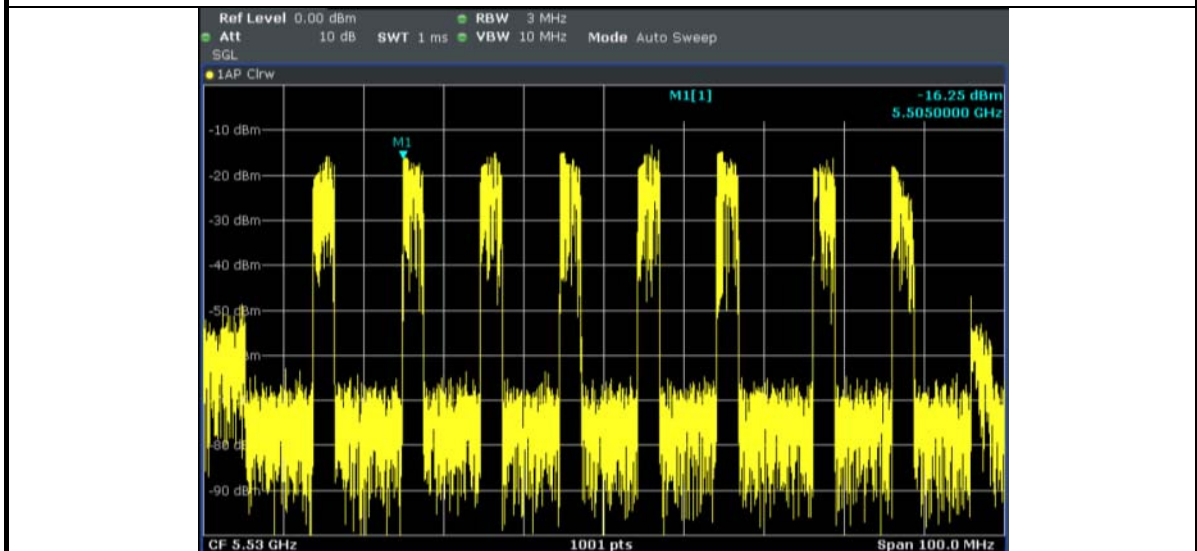 Ref Level 0.00 dBm RBW 3 MHz
Att 10 dB SWT 1 ms VBW 10 MHz Mode Auto Sweep
SGL
1AP Clrw
M1[1] -16.25 dBm
5.5050000 GHz
-10 dBm
M1
-20 dBm
-30 dBm
-40 dBm
-50 dBm
-90 dBm
CF 5.53 GHz 1001 pts Span 100.0 MHz